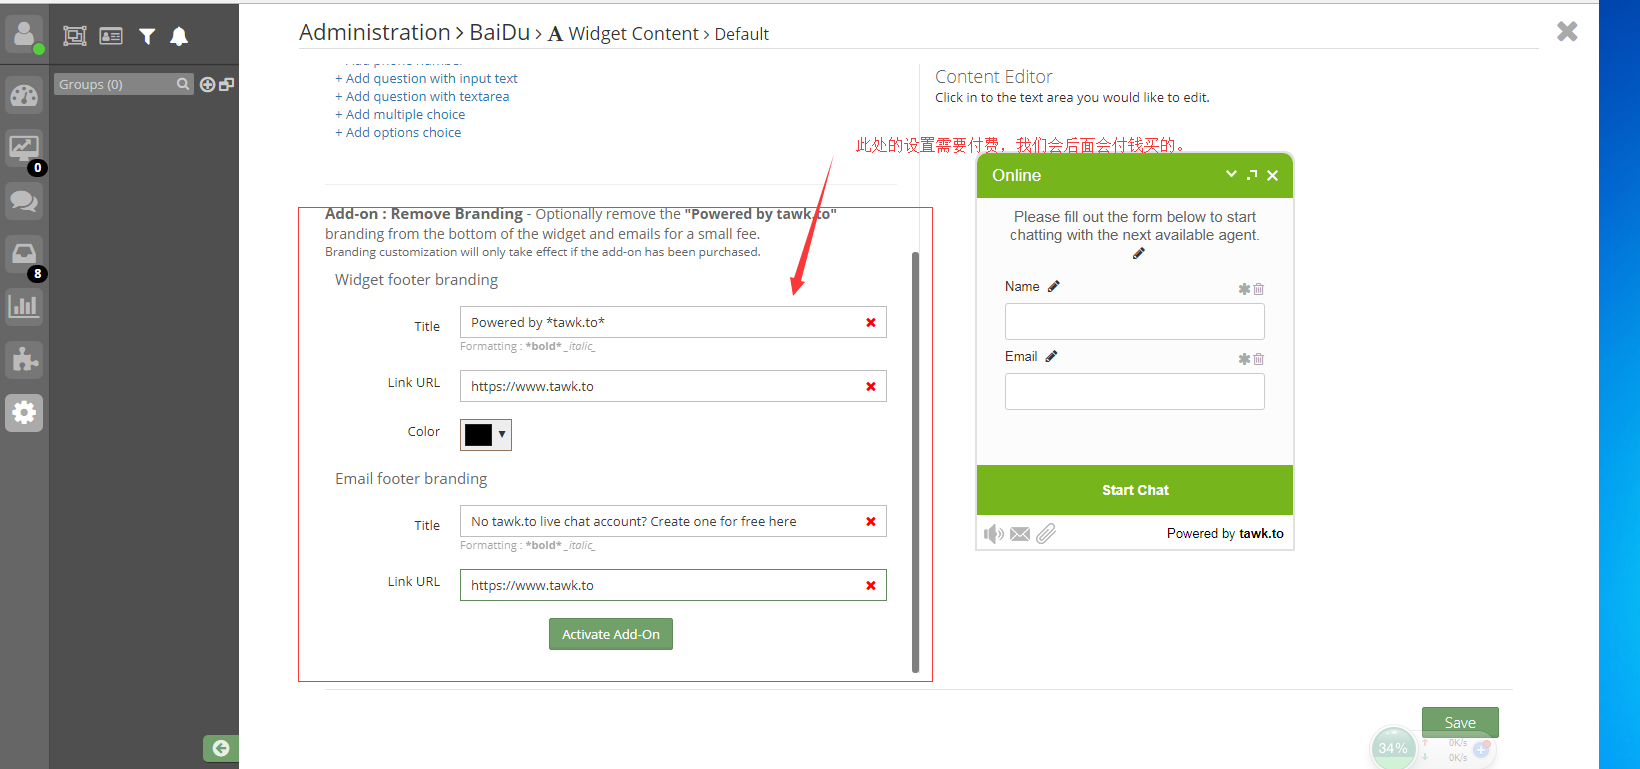 Administration > BaiDu > A Widget Content > Default
Groups (0)
0
8
+ Add phone number
+ Add question with input text
+ Add question with textarea
+ Add multiple choice
+ Add options choice
Content Editor
Click in to the text area you would like to edit.
此处的设置需要付费，我们会后面会付钱买的。
Add-on : Remove Branding - Optionally remove the "Powered by tawk.to"
branding from the bottom of the widget and emails for a small fee.
Branding customization will only take effect if the add-on has been purchased.
Widget footer branding
Title
Powered by *tawk.to*
Formatting : *bold* _italic_
Link URL
https://www.tawk.to
Color
Email footer branding
Title
No tawk.to live chat account? Create one for free here
Formatting : *bold* _italic_
Link URL
https://www.tawk.to
Activate Add-On
Online
Please fill out the form below to start
chatting with the next available agent.
Name
Email
Start Chat
Powered by tawk.to
Save
34%
0K/s
0K/s